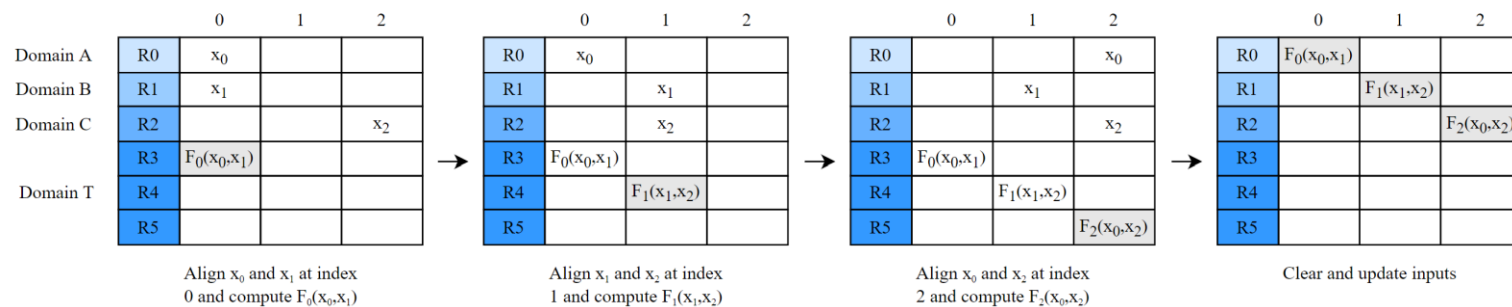 0 1 2 0 1 2 0 1 2 0 1 2
Domain A R0 x₀ R0 x₀ R0 x₀ R0 F₀(x₀,x₁)
Domain B R1 x₁ R1 x₁ R1 x₁ R1 F₁(x₁,x₂)
Domain C R2 x₂ R2 x₂ R2 x₂ R2 F₂(x₀,x₂)
R3 F₀(x₀,x₁) R3 F₀(x₀,x₁) R3 F₀(x₀,x₁) R3
Domain T R4 R4 F₁(x₁,x₂) R4 F₁(x₁,x₂) R4
R5 R5 R5 F₂(x₀,x₂) R5
Align x₀ and x₁ at index
0 and compute F₀(x₀,x₁)
Align x₁ and x₂ at index
1 and compute F₁(x₁,x₂)
Align x₀ and x₂ at index
2 and compute F₂(x₀,x₂)
Clear and update inputs